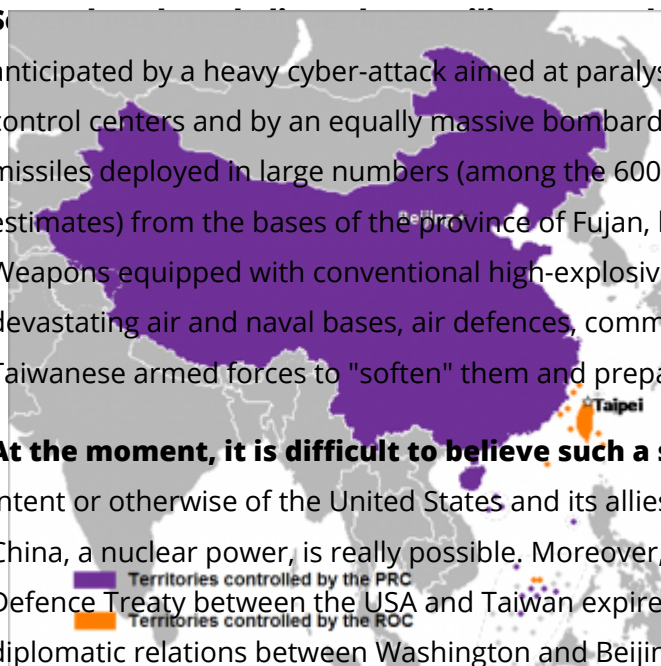 anticipated by a heavy cyber-attack aimed at paralys
control centers and by an equally massive bombard
missiles deployed in large numbers (among the 600
Beijing
estimates) from the bases of the province of Fujan,
Weapons equipped with conventional high-explosiv
devastating air and naval bases, air defences, comm
Taiwanese armed forces to "soften" them and prepa
Taipei
At the moment, it is difficult to believe such a s
ntent or otherwise of the United States and its allies
China, a nuclear power, is really possible. Moreover,
Territories controlled by the PRC
Defence Treaty between the USA and Taiwan expire
Territories controlled by the ROC
diplomatic relations between Washington and Beijin